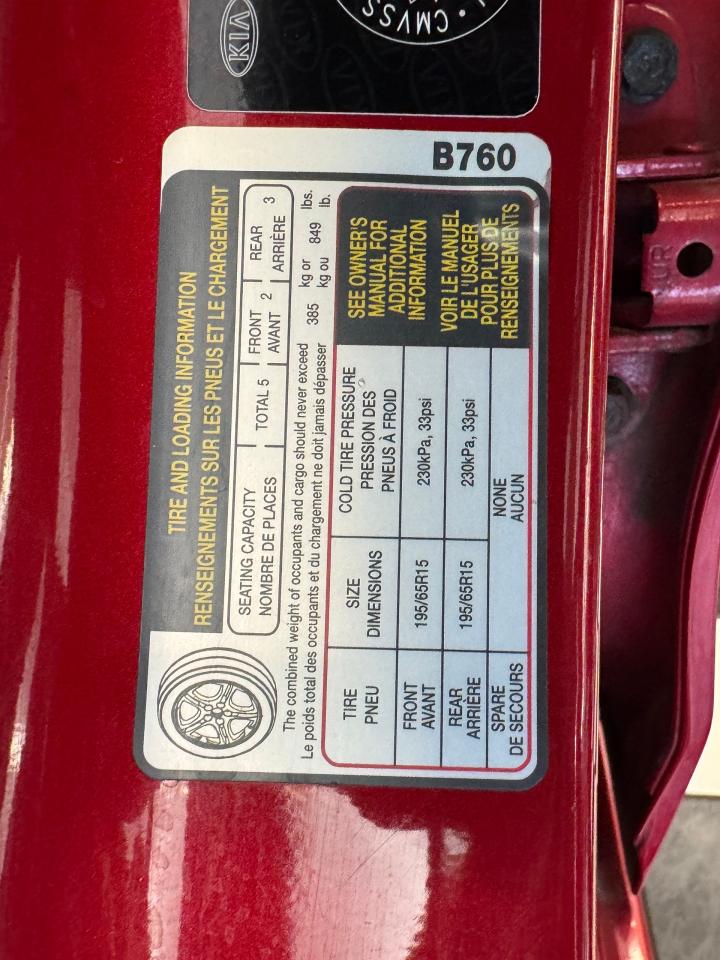 KIA
CMVSS
B760
TIRE AND LOADING INFORMATION
RENSEIGNEMENTS SUR LES PNEUS ET LE CHARGEMENT
SEATING CAPACITY
NOMBRE DE PLACES
TOTAL 5
FRONT
AVANT
2
REAR
ARRIÈRE
3
The combined weight of occupants and cargo should never exceed 385 kg or 849 lbs.
Le poids total des occupants et du chargement ne doit jamais dépasser kg ou lb.
TIRE
PNEU
SIZE
DIMENSIONS
COLD TIRE PRESSURE
PRESSION DES
PNEUS À FROID
SEE OWNER'S
MANUAL FOR
ADDITIONAL
INFORMATION
VOIR LE MANUEL
DE L'USAGER
POUR PLUS DE
RENSEIGNEMENTS
FRONT
AVANT
195/65R15
230kPa, 33psi
REAR
ARRIÈRE
195/65R15
230kPa, 33psi
SPARE
DE SECOURS
NONE
AUCUN